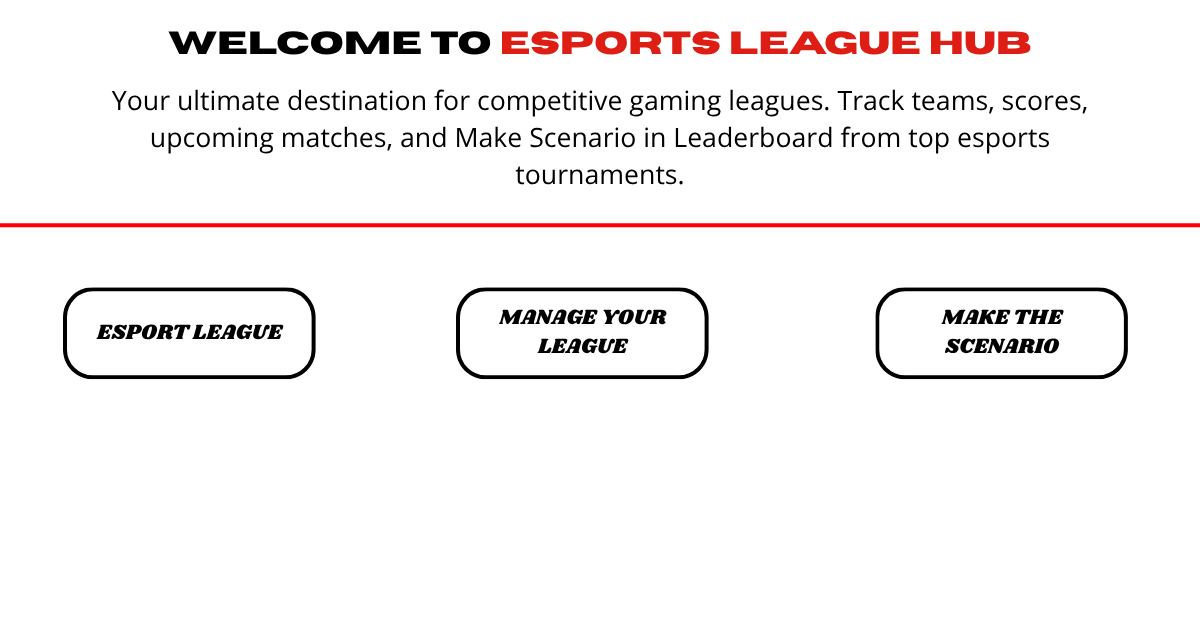 WELCOME TO ESPORTS LEAGUE HUB
Your ultimate destination for competitive gaming leagues. Track teams, scores,
upcoming matches, and Make Scenario in Leaderboard from top esports
tournaments.
ESPORT LEAGUE
MANAGE YOUR
LEAGUE
MAKE THE
SCENARIO